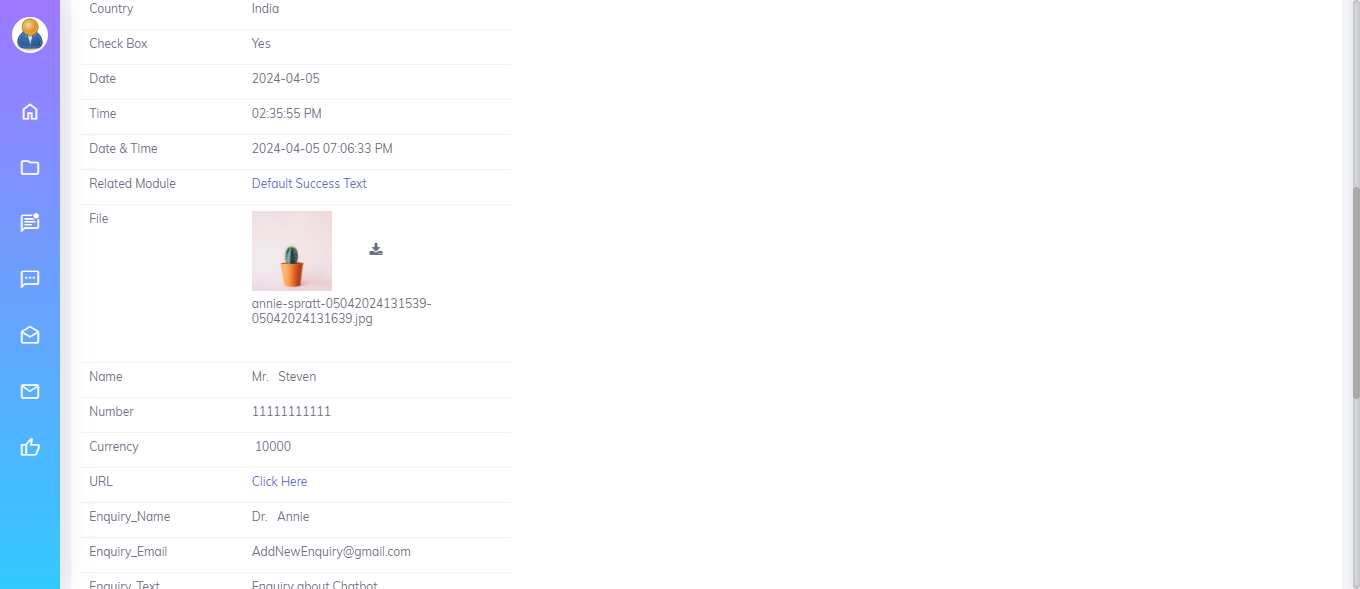 Country India
Check Box Yes
Date 2024-04-05
Time 02:35:55 PM
Date & Time 2024-04-05 07:06:33 PM
Related Module Default Success Text
File
annie-spratt-05042024131539-
05042024131639.jpg
Name Mr. Steven
Number 11111111111
Currency 10000
URL Click Here
Enquiry_Name Dr. Annie
Enquiry_Email AddNewEnquiry@gmail.com
Enquiry_Text Enquiry about Chatbot